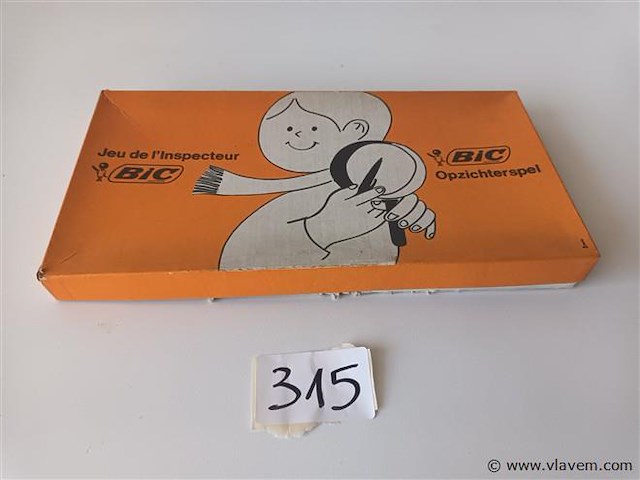 Jeu de l'Inspecteur
BIC
BIC
Opzichterspel
1
315
© www.vlavem.com